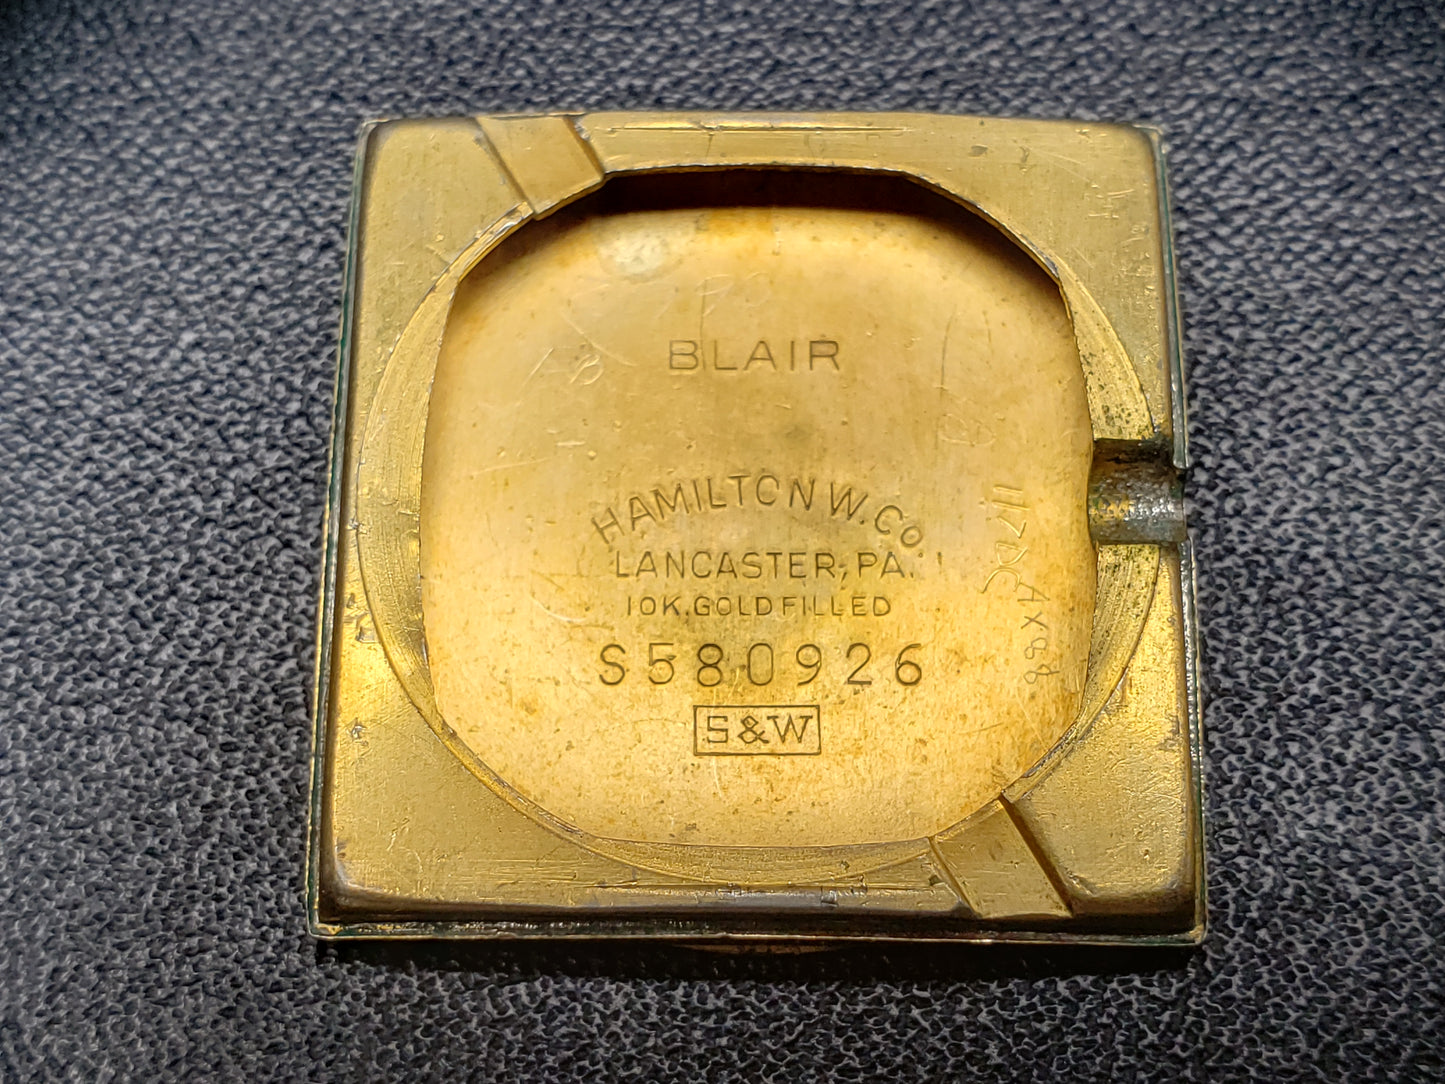 BLAIR
HAMILTON W. Co.
LANCASTER, PA.
10K. GOLD FILLED
S580926
S&W